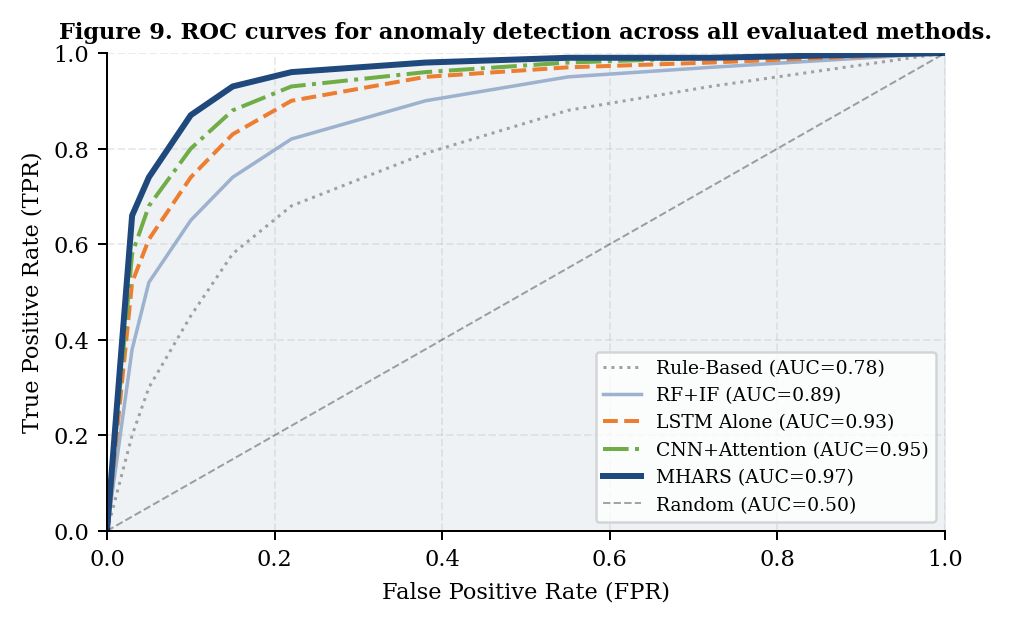 Figure 9. ROC curves for anomaly detection across all evaluated methods.
True Positive Rate (TPR)
1.0
0.8
0.6
0.4
0.2
0.0
Rule-Based (AUC=0.78)
RF+IF (AUC=0.89)
LSTM Alone (AUC=0.93)
CNN+Attention (AUC=0.95)
MHARS (AUC=0.97)
Random (AUC=0.50)
0.0 0.2 0.4 0.6 0.8 1.0
False Positive Rate (FPR)